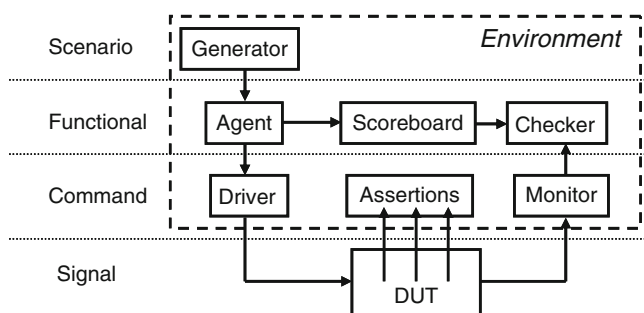 Scenario
Generator
Environment
Functional
Agent
Scoreboard
Checker
Command
Driver
Assertions
Monitor
Signal
DUT